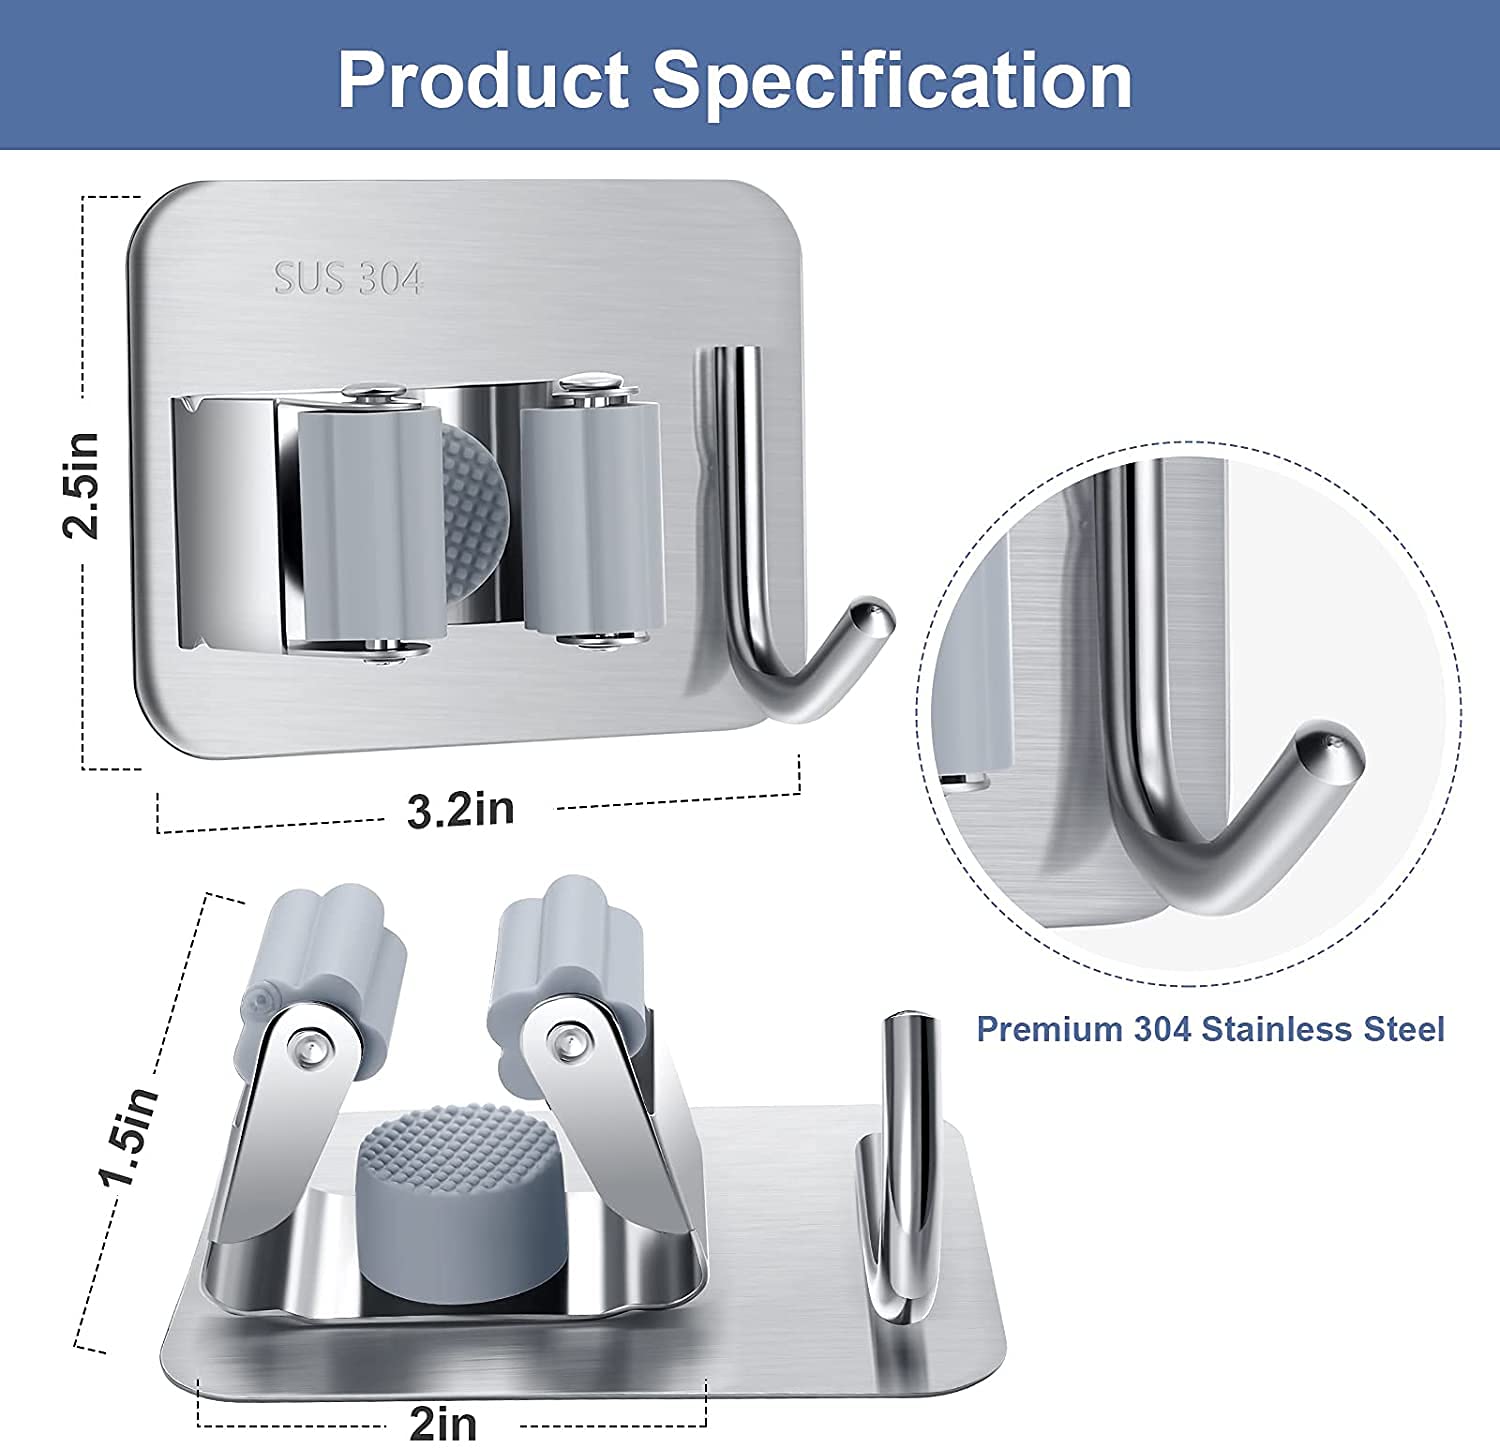 Product Specification
SUS 304
2.5in
3.2in
Premium 304 Stainless Steel
1.5in
2in